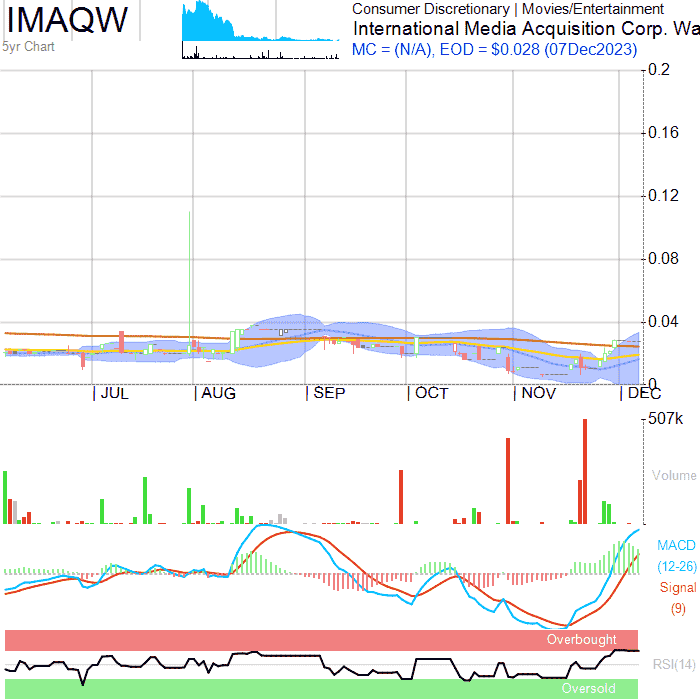 IMAQW
5yr Chart
Consumer Discretionary | Movies/Entertainment
International Media Acquisition Corp. Wa
MC = (N/A), EOD = $0.028 (07Dec2023)
0.2
0.16
0.12
0.08
0.04
0
JUL
AUG
SEP
OCT
NOV
DEC
507k
Volume
MACD
(12-26)
Signal
(9)
Overbought
RSI(14)
Oversold